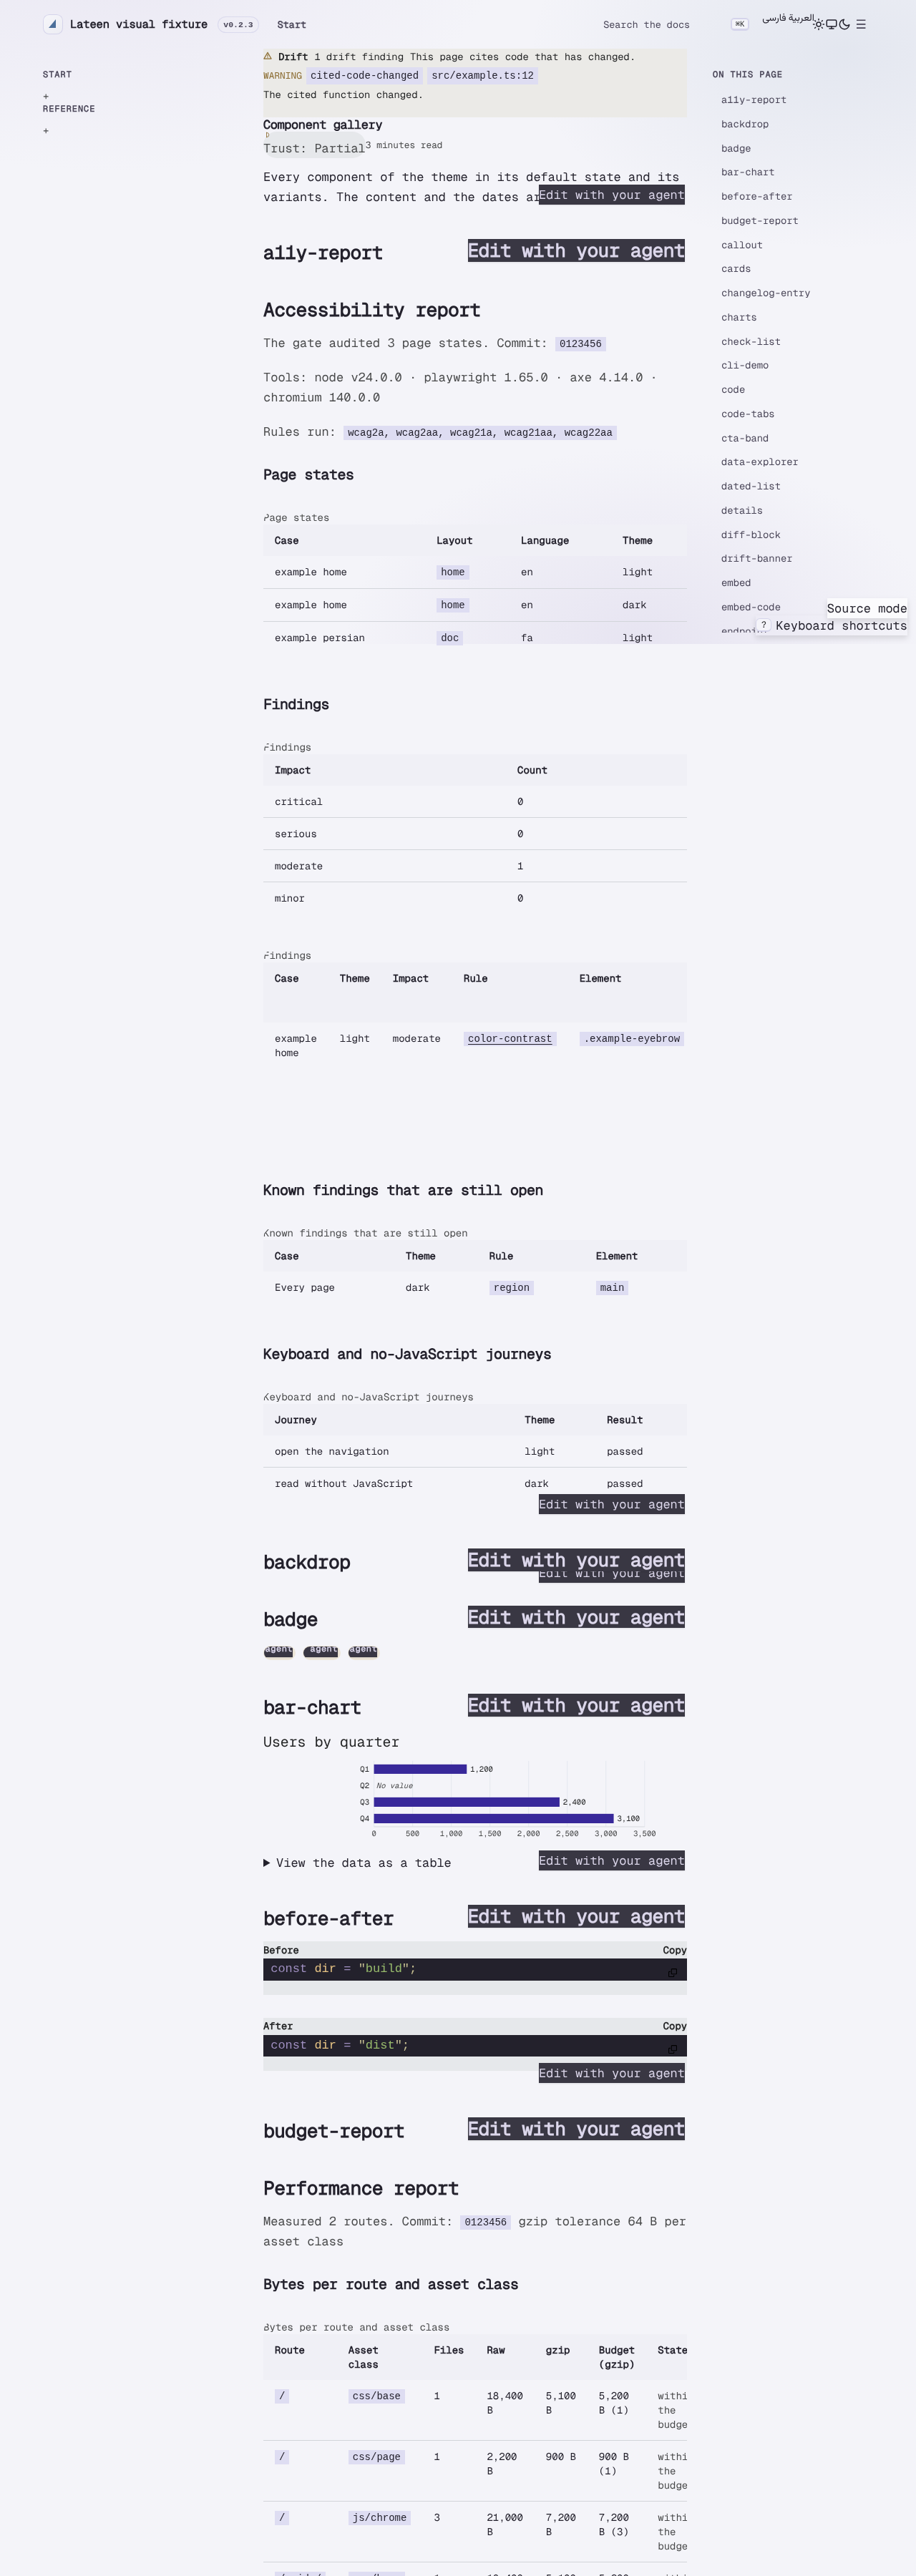 Lateen visual fixture v0.2.3 Start Search the docs ⌘K العربية فارسی
START
+
REFERENCE
+
Drift 1 drift finding This page cites code that has changed.
WARNING cited-code-changed src/example.ts:12
The cited function changed.
Component gallery
Trust: Partial 3 minutes read
Every component of the theme in its default state and its
variants. The content and the dates ar
Edit with your agent
a11y-report Edit with your agent
Accessibility report
The gate audited 3 page states. Commit: 0123456
Tools: node v24.0.0 · playwright 1.65.0 · axe 4.14.0 ·
chromium 140.0.0
Rules run: wcag2a, wcag2aa, wcag21a, wcag21aa, wcag22aa
Page states
Page states
Case Layout Language Theme
example home home en light
example home home en dark
example persian doc fa light
ON THIS PAGE
a11y-report
backdrop
badge
bar-chart
before-after
budget-report
callout
cards
changelog-entry
charts
check-list
cli-demo
code
code-tabs
cta-band
data-explorer
dated-list
details
diff-block
drift-banner
embed
embed-code
endpoint
Source mode
? Keyboard shortcuts
Findings
Findings
Impact Count
critical 0
serious 0
moderate 1
minor 0
Findings
Case Theme Impact Rule Element
example light moderate color-contrast .example-eyebrow
home
Known findings that are still open
Known findings that are still open
Case Theme Rule Element
Every page dark region main
Keyboard and no-JavaScript journeys
Keyboard and no-JavaScript journeys
Journey Theme Result
open the navigation light passed
read without JavaScript dark passed
Edit with your agent
backdrop Edit with your agent
Edit with your agent
badge Edit with your agent
agent agent agent
bar-chart Edit with your agent
Users by quarter
Q1 1,200
Q2 No value
Q3 2,400
Q4 3,100
0 500 1,000 1,500 2,000 2,500 3,000 3,500
View the data as a table Edit with your agent
before-after Edit with your agent
Before Copy
const dir = "build";
After Copy
const dir = "dist";
Edit with your agent
budget-report Edit with your agent
Performance report
Measured 2 routes. Commit: 0123456 gzip tolerance 64 B per
asset class
Bytes per route and asset class
Bytes per route and asset class
Route Asset Files Raw gzip Budget State
class (gzip)
/ css/base 1 18,400 5,100 5,200 withi
B B B (1) the
budge
/ css/page 1 2,200 900 B 900 B withi
B (1) the
budge
/ js/chrome 3 21,000 7,200 7,200 withi
B B B (3) the
budge